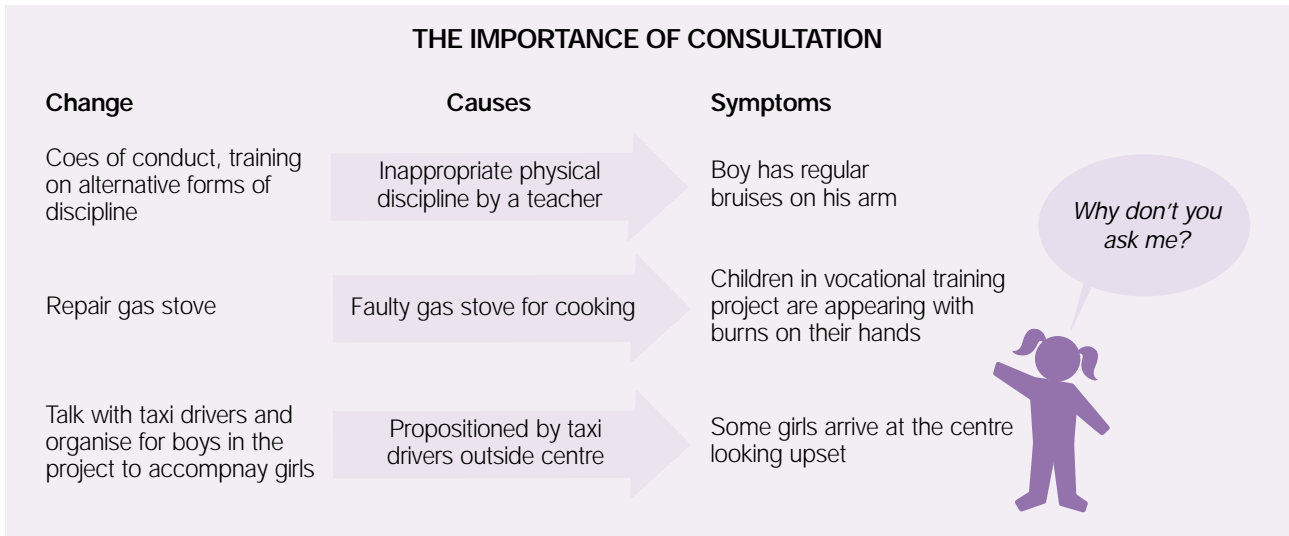 THE IMPORTANCE OF CONSULTATION
Change
Causes
Symptoms
Coes of conduct, training
on alternative forms of
discipline
Inappropriate physical
discipline by a teacher
Boy has regular
bruises on his arm
Why don't you
ask me?
Repair gas stove
Faulty gas stove for cooking
Children in vocational training
project are appearing with
burns on their hands
Talk with taxi drivers and
organise for boys in the
project to accompnay girls
Propositioned by taxi
drivers outside centre
Some girls arrive at the centre
looking upset